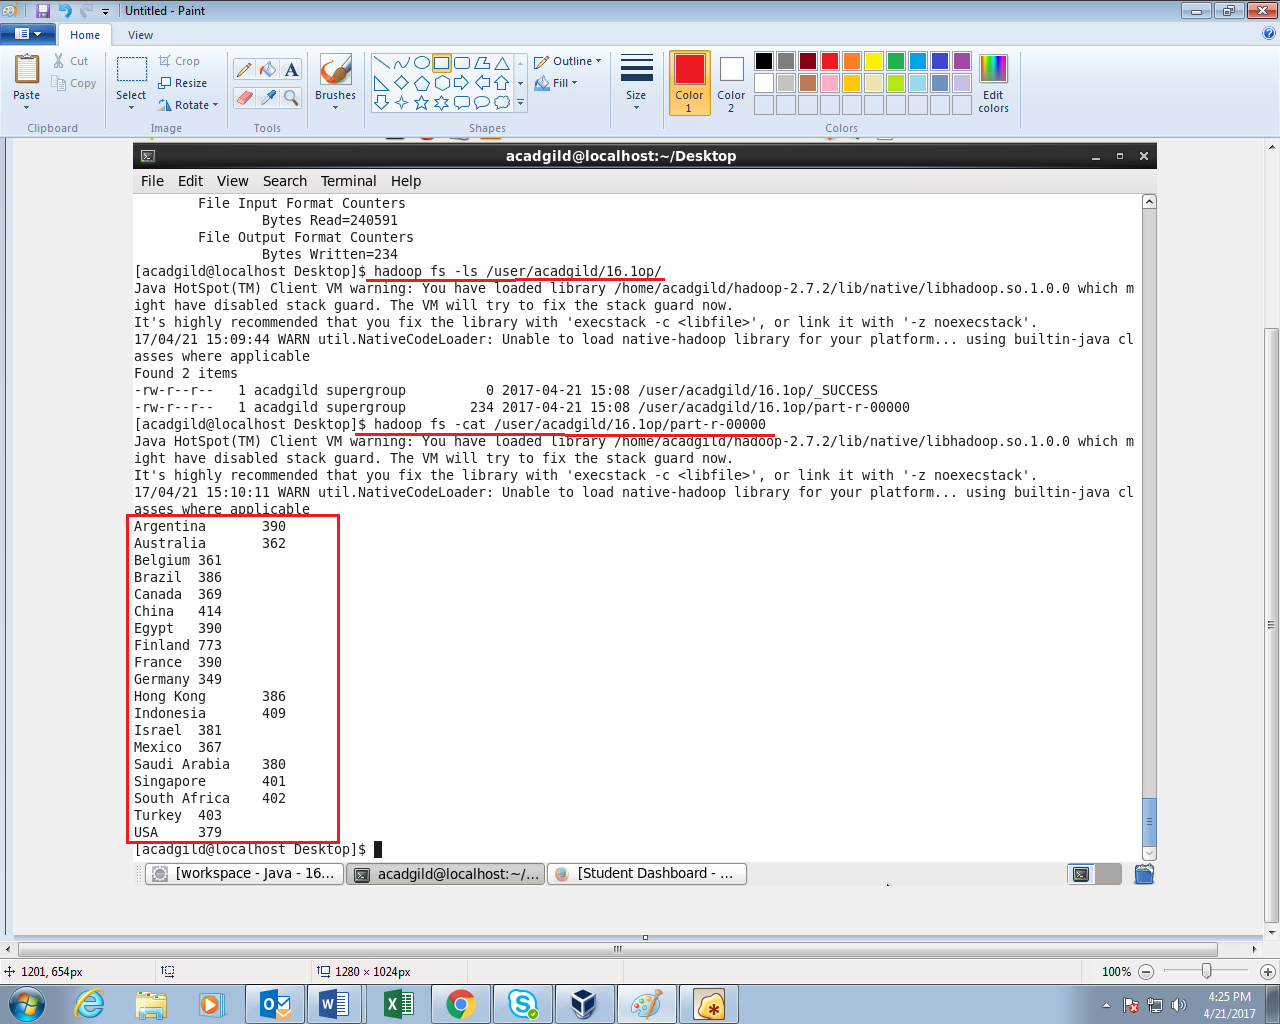 Untitled - Paint
Home
View
Paste
Cut
Copy
Clipboard
Select
Crop
Resize
Rotate
Image
A
Tools
Brushes
Outline
Fill
Shapes
Size
Color
1
Color
2
Edit
colors
Colors
acadgild@localhost:~/Desktop
File Edit View Search Terminal Help
File Input Format Counters
Bytes Read=240591
File Output Format Counters
Bytes Written=234
[acadgild@localhost Desktop]$ hadoop fs -ls /user/acadgild/16.1op/
Java HotSpot(TM) Client VM warning: You have loaded library /home/acadgild/hadoop-2.7.2/lib/native/libhadoop.so.1.0.0 which m
ight have disabled stack guard. The VM will try to fix the stack guard now.
It's highly recommended that you fix the library with 'execstack -c <libfile>', or link it with '-z noexecstack'.
17/04/21 15:09:44 WARN util.NativeCodeLoader: Unable to load native-hadoop library for your platform... using builtin-java cl
asses where applicable
Found 2 items
-rw-r--r-- 1 acadgild supergroup 0 2017-04-21 15:08 /user/acadgild/16.1op/_SUCCESS
-rw-r--r-- 1 acadgild supergroup 234 2017-04-21 15:08 /user/acadgild/16.1op/part-r-00000
[acadgild@localhost Desktop]$ hadoop fs -cat /user/acadgild/16.1op/part-r-00000
Java HotSpot(TM) Client VM warning: You have loaded library /home/acadgild/hadoop-2.7.2/lib/native/libhadoop.so.1.0.0 which m
ight have disabled stack guard. The VM will try to fix the stack guard now.
It's highly recommended that you fix the library with 'execstack -c <libfile>', or link it with '-z noexecstack'.
17/04/21 15:10:11 WARN util.NativeCodeLoader: Unable to load native-hadoop library for your platform... using builtin-java cl
asses where applicable
Argentina 390
Australia 362
Belgium 361
Brazil 386
Canada 369
China 414
Egypt 390
Finland 773
France 390
Germany 349
Hong Kong 386
Indonesia 409
Israel 381
Mexico 367
Saudi Arabia 380
Singapore 401
South Africa 402
Turkey 403
USA 379
[acadgild@localhost Desktop]$
[workspace - Java - 16... acadgild@localhost:~/... [Student Dashboard - ...
1201, 654px
1280 × 1024px
100%
4:25 PM
4/21/2017